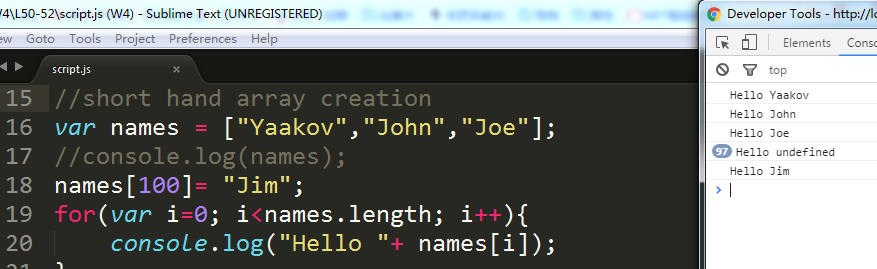 V4\L50-52\script.js (W4) - Sublime Text (UNREGISTERED)
ew Goto Tools Project Preferences Help
script.js ×
15 //short hand array creation
16 var names = ["Yaakov","John","Joe"];
17 //console.log(names);
18 names[100]= "Jim";
19 for(var i=0; i<names.length; i++){
20 console.log("Hello "+ names[i]);
Developer Tools - http://lo
Elements Conso
top
Hello Yaakov
Hello John
Hello Joe
97 Hello undefined
Hello Jim
>